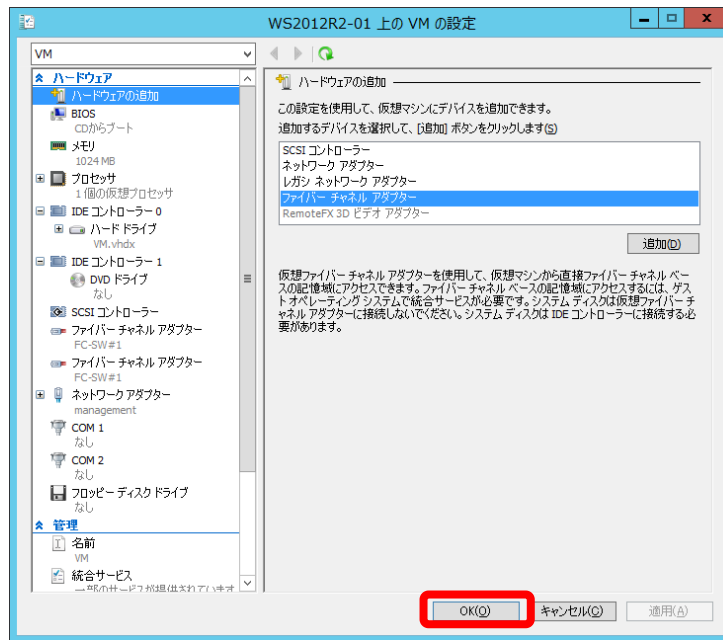 WS2012R2-01 上の VM の設定
VM
ハードウェア
ハードウェアの追加
BIOS
CDからブート
メモリ
1024 MB
プロセッサ
1 個の仮想プロセッサ
IDE コントローラー 0
ハード ドライブ
VM.vhdx
IDE コントローラー 1
DVD ドライブ
なし
SCSI コントローラー
ファイバー チャネル アダプター
FC-SW#1
ファイバー チャネル アダプター
FC-SW#1
ネットワーク アダプター
management
COM 1
なし
COM 2
なし
フロッピー ディスク ドライブ
なし
管理
名前
VM
統合サービス
一部のサービスが提供されています
ハードウェアの追加
この設定を使用して、仮想マシンにデバイスを追加できます。
追加するデバイスを選択して、[追加] ボタンをクリックします(S)
SCSI コントローラー
ネットワーク アダプター
レガシ ネットワーク アダプター
ファイバー チャネル アダプター
RemoteFX 3D ビデオ アダプター
追加(D)
仮想ファイバー チャネル アダプターを使用して、仮想マシンから直接ファイバー チャネル ベー
スの記憶域にアクセスできます。ファイバー チャネル ベースの記憶域にアクセスするには、ゲス
ト オペレーティング システムで統合サービスが必要です。システム ディスクは仮想ファイバー チ
ャネル アダプターに接続しないでください。システム ディスクは IDE コントローラーに接続する必
要があります。
OK(O)
キャンセル(C)
適用(A)